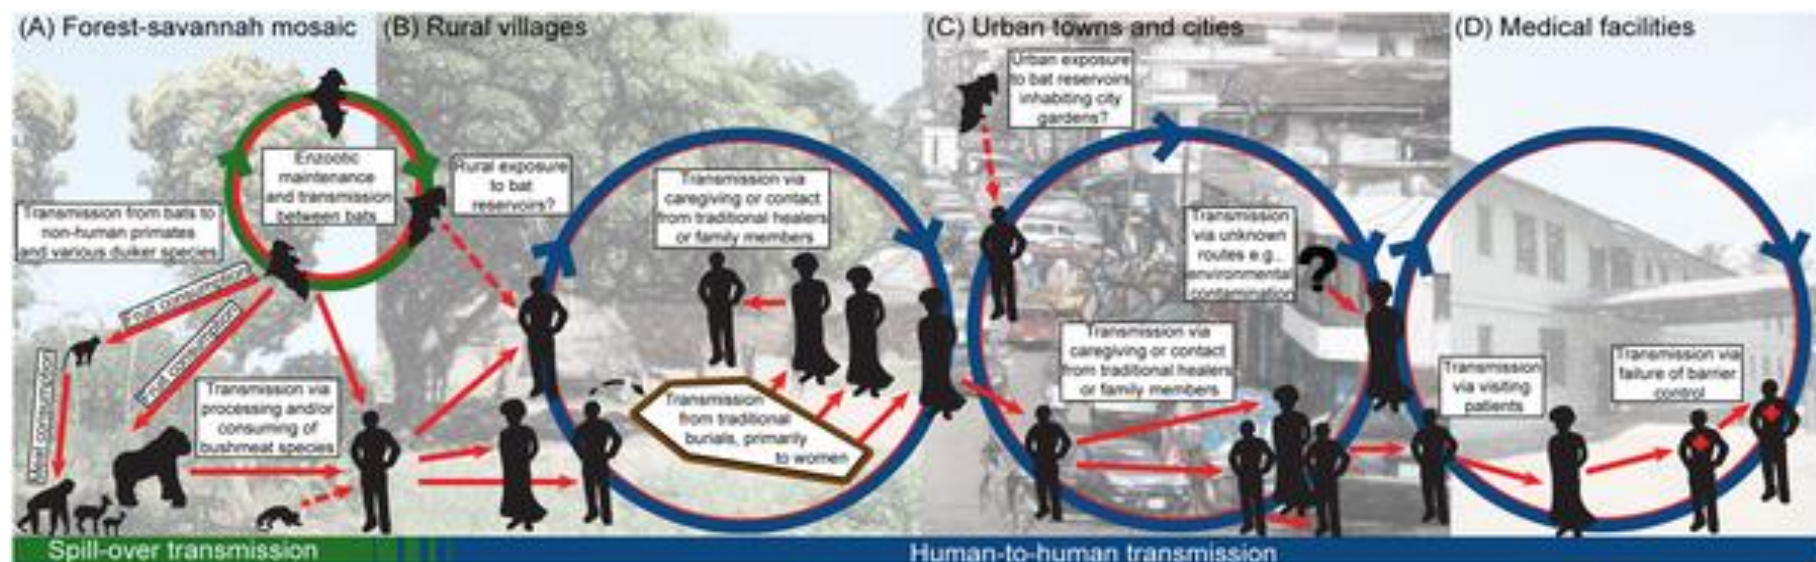 (A) Forest-savannah mosaic
(B) Rural villages
(C) Urban towns and cities
(D) Medical facilities
Enzootic
maintenance
and transmission
between bats
Transmission from bats to
non-human primates
and various duiker species
Fruit consumption
Fruit consumption
Meat consumption
Transmission via
processing and/or
consuming of
bushmeat species
Rural exposure
to bat
reservoirs?
Transmission via
caregiving or contact
from traditional healers
or family members
Transmission
from traditional
burials, primarily
to women
Urban exposure
to bat reservoirs
inhabiting city
gardens?
Transmission
via unknown
routes e.g..
environmental
contamination
?
Transmission via
caregiving or contact
from traditional healers
or family members
Transmission
via visiting
patients
Transmission via
failure of barrier
control
Spill-over transmission
Human-to-human transmission